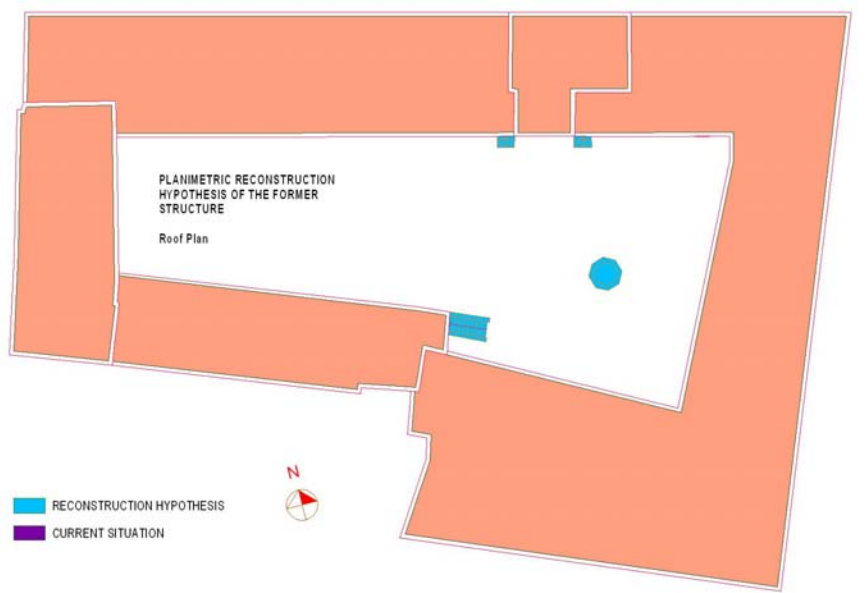 PLANIMETRIC RECONSTRUCTION
HYPOTHESIS OF THE FORMER
STRUCTURE
Roof Plan
N
RECONSTRUCTION HYPOTHESIS
CURRENT SITUATION